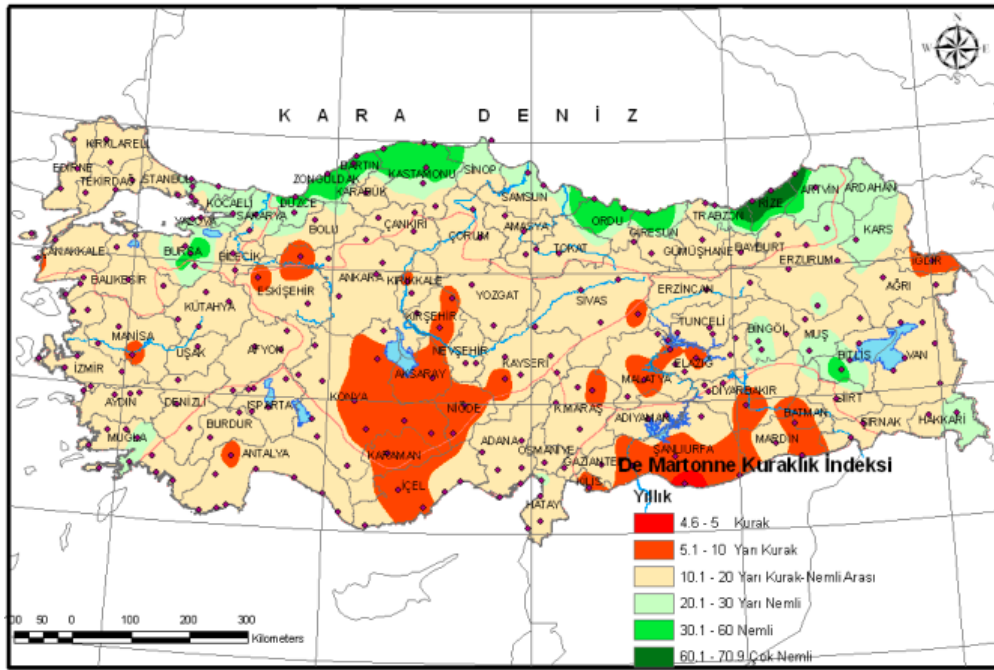 N
W E
S
K A R A D E N İ Z
KIRKLARELİ
EDİRNE
TEKİRDAĞ
İSTANBUL
KOCAELİ
YALOVA
SAKARYA
DÜZCE
ZONGULDAK
BARTIN
KARABÜK
KASTAMONU
SİNOP
SAMSUN
ORDU
GİRESUN
TRABZON
RİZE
ARTVİN
ARDAHAN
KARS
BOLU
ÇANKIRI
ÇORUM
AMASYA
TOKAT
GÜMÜŞHANE
BAYBURT
ERZURUM
IĞDIR
AĞRI
ÇANAKKALE
BALIKESİR
BURSA
BİLECİK
ESKİŞEHİR
ANKARA
KIRIKKALE
YOZGAT
SİVAS
ERZİNCAN
KÜTAHYA
MANİSA
UŞAK
AFYON
KIRŞEHİR
NEVŞEHİR
KAYSERİ
TUNCELİ
BİNGÖL
MUŞ
BİTLİS
VAN
İZMİR
AYDIN
DENİZLİ
ISPARTA
BURDUR
KONYA
AKSARAY
NİĞDE
MALATYA
ELAZIĞ
DİYARBAKIR
BATMAN
SİİRT
ŞIRNAK
HAKKARİ
MUĞLA
ANTALYA
KARAMAN
İÇEL
ADANA
OSMANİYE
K.MARAŞ
ADIYAMAN
GAZİANTEP
KİLİS
ŞANLIURFA
MARDİN
HATAY
De Martonne Kuraklık İndeksi
Yıllık
4.6 - 5 Kurak
5.1 - 10 Yarı Kurak
10.1 - 20 Yarı Kurak-Nemli Arası
20.1 - 30 Yarı Nemli
30.1 - 60 Nemli
60.1 - 70.9 Çok Nemli
100 50 0 100 200 300
Kilometers